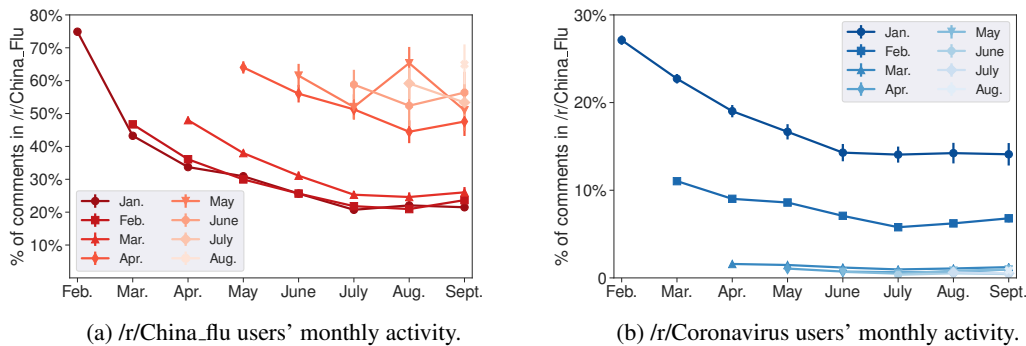 80%
70%
60%
50%
40%
30%
20%
10%
% of comments in /r/China_Flu
Jan.
Feb.
Mar.
Apr.
May
June
July
Aug.
Feb. Mar. Apr. May June July Aug. Sept.
(a) /r/China_flu users' monthly activity.
30%
20%
10%
0
% of comments in /r/China_Flu
Jan.
Feb.
Mar.
Apr.
May
June
July
Aug.
Feb. Mar. Apr. May June July Aug. Sept.
(b) /r/Coronavirus users' monthly activity.